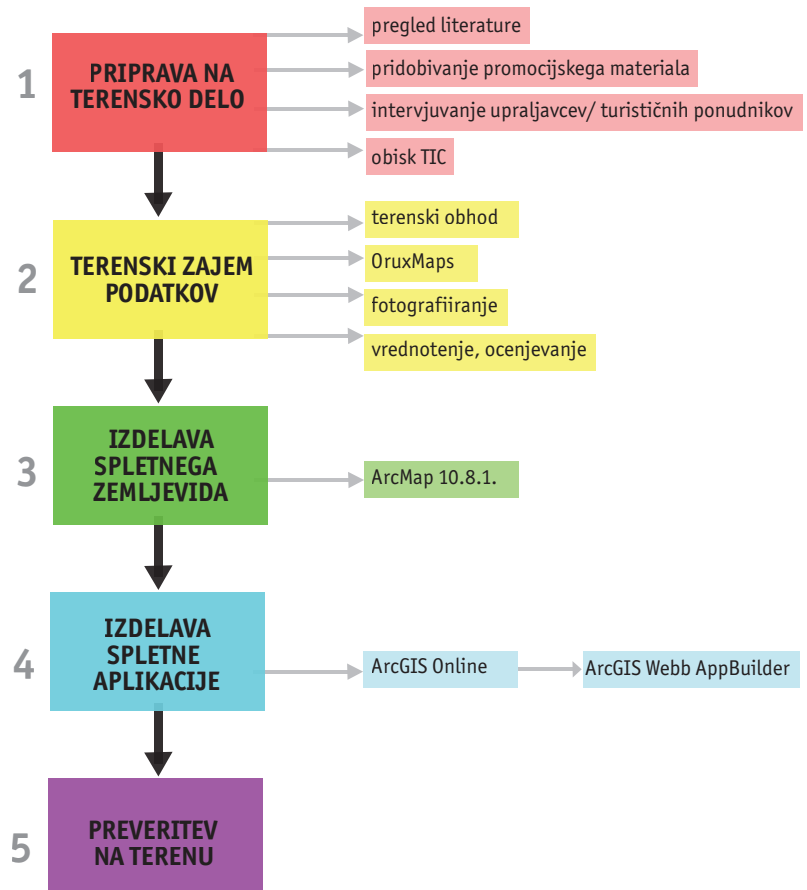 1
PRIPRAVA NA
TERENSKO DELO
pregled literature
pridobivanje promocijskega materiala
intervjuvanje upraljavcev/ turističnih ponudnikov
obisk TIC
2
TERENSKI ZAJEM
PODATKOV
terenski obhod
OruxMaps
fotografiiranje
vrednotenje, ocenjevanje
3
IZDELAVA
SPLETNEGA
ZEMLJEVIDA
ArcMap 10.8.1.
4
IZDELAVA
SPLETNE
APLIKACIJE
ArcGIS Online
ArcGIS Webb AppBuilder
5
PREVERITEV
NA TERENU